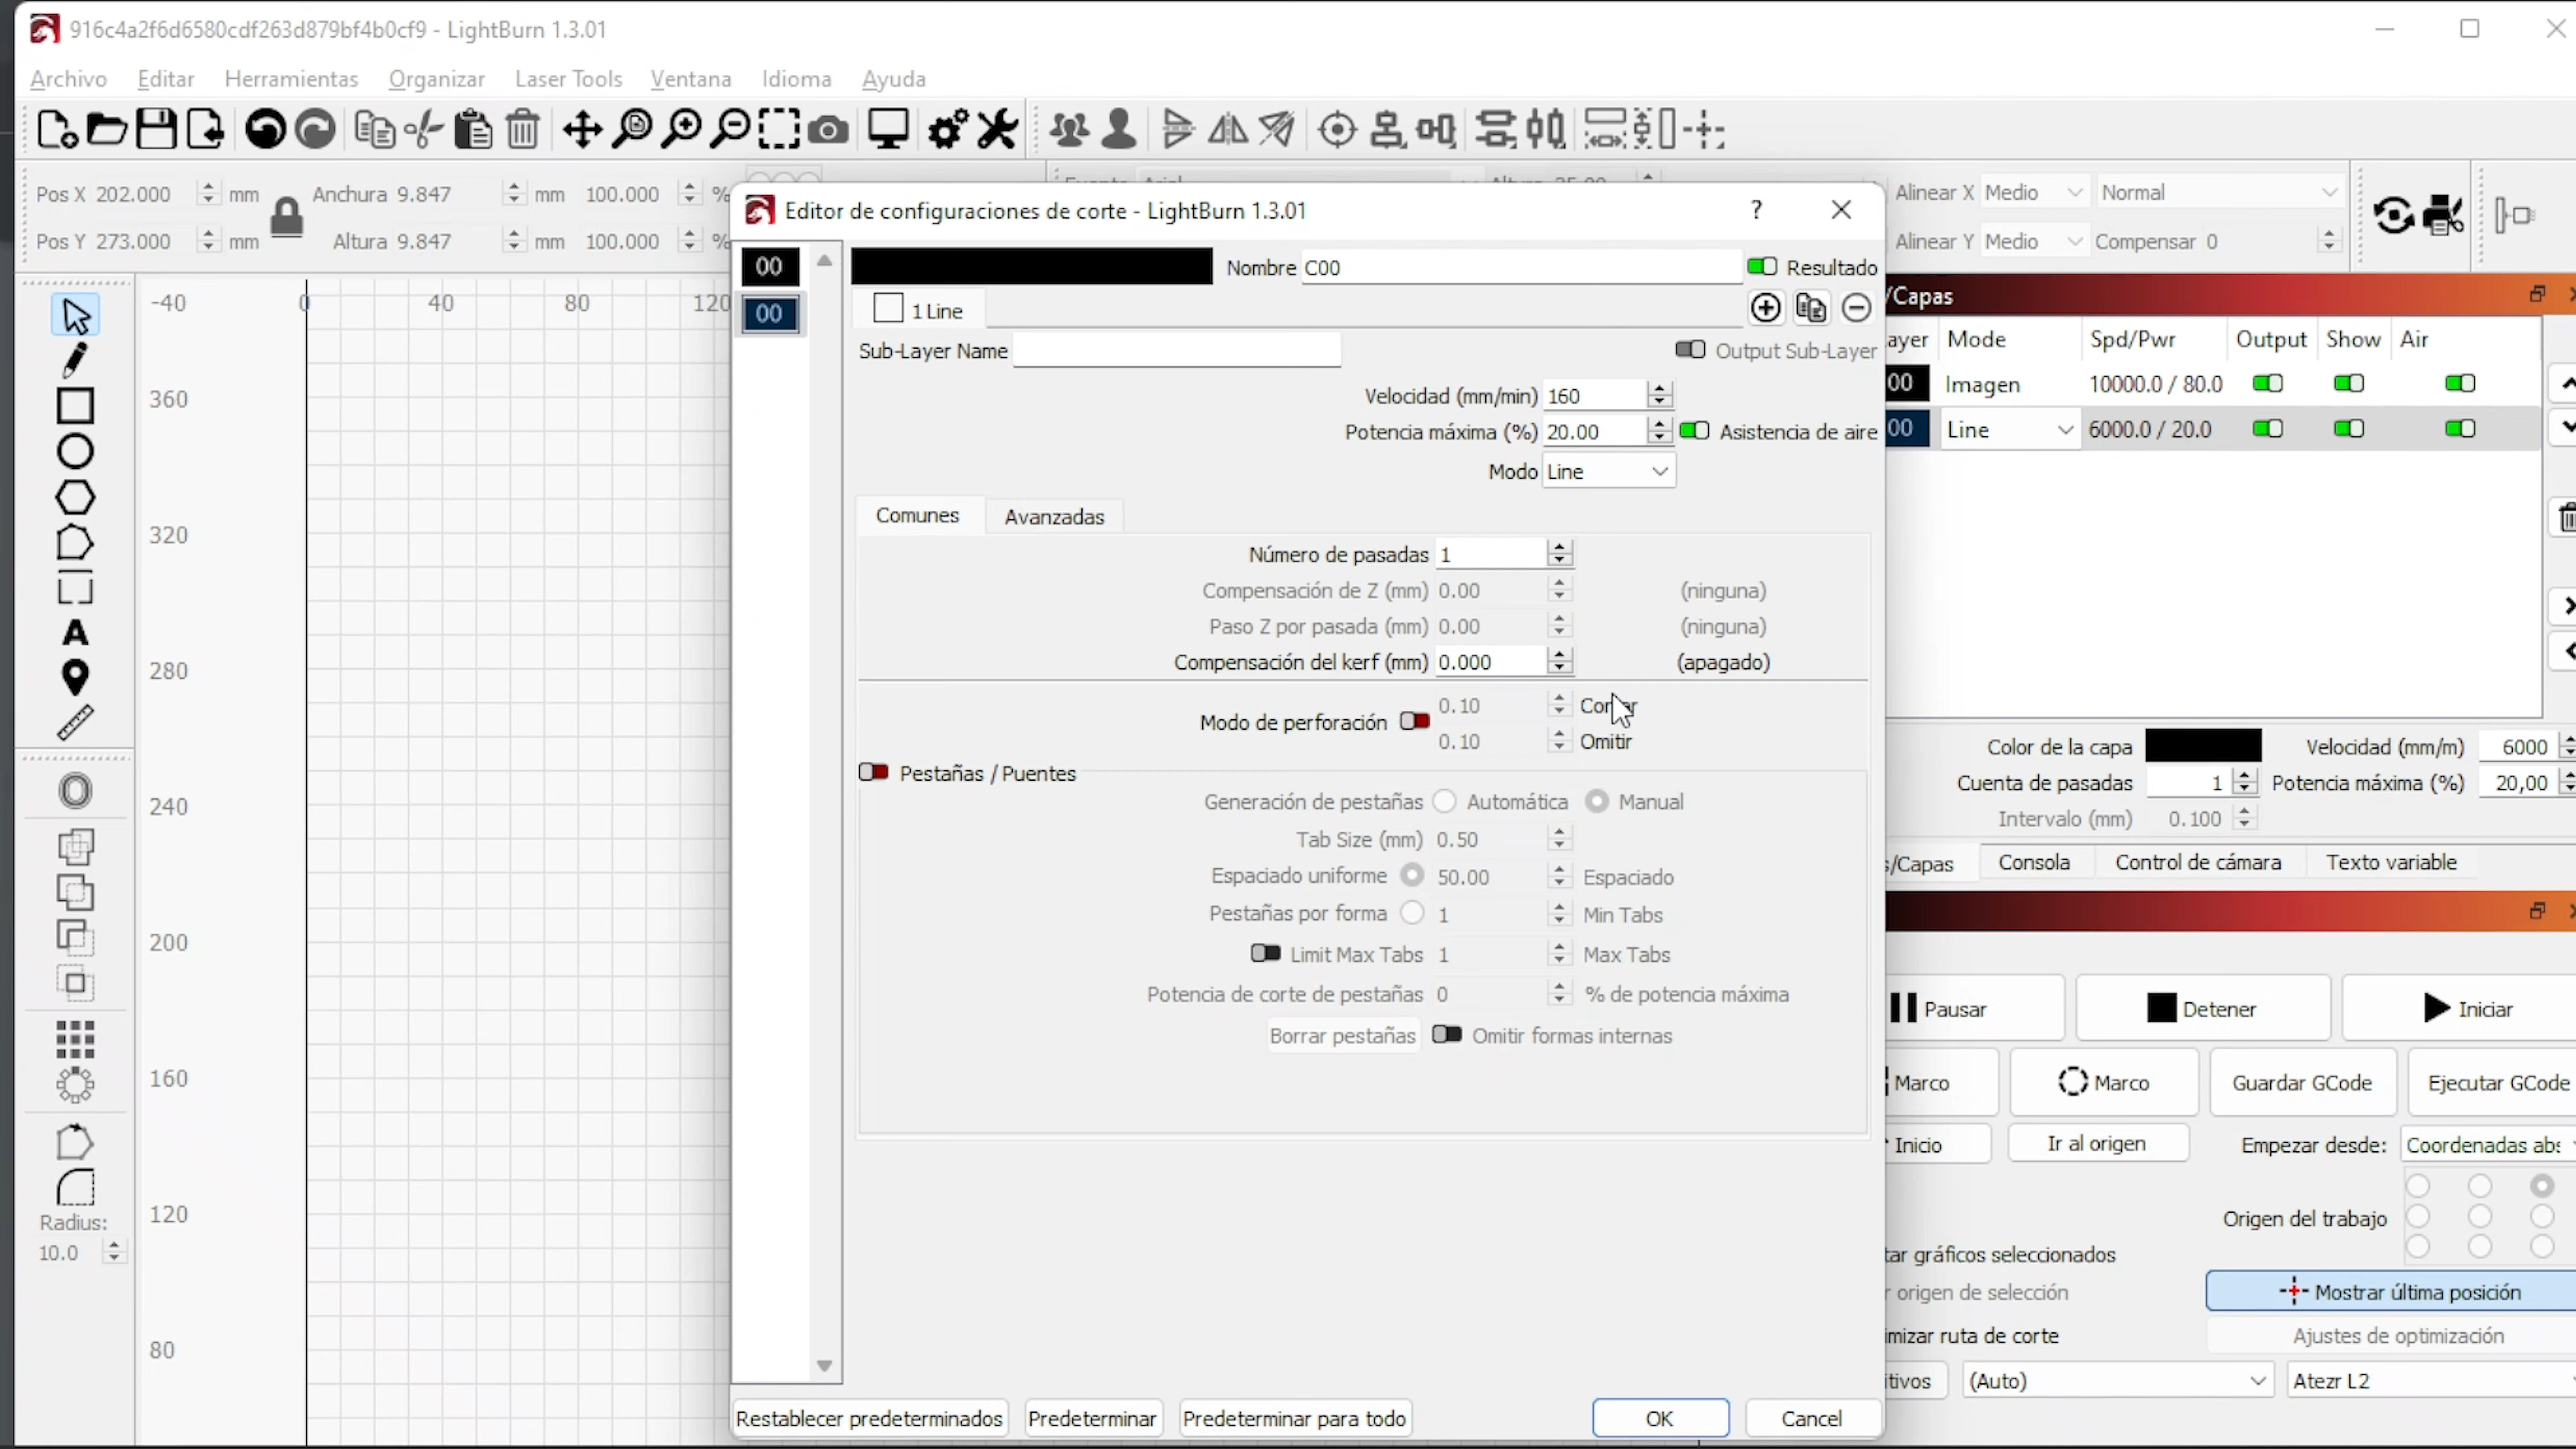 916c4a2f6d6580cdf263d879bf4b0cf9 - LightBurn 1.3.01
Archivo Editar Herramientas Organizar Laser Tools Ventana Idioma Ayuda
Pos X 202.000 mm Anchura 9.847 mm 100.000 %
Pos Y 273.000 mm Altura 9.847 mm 100.000 %
Alinear X Medio Normal
Alinear Y Medio Compensar 0
-40 0 40 80 120
360
320
280
240
200
160
120
80
Radius:
10.0
Editor de configuraciones de corte - LightBurn 1.3.01
?
00
00
Nombre C00 Resultado
1 Line
Sub-Layer Name Output Sub-Layer
Velocidad (mm/min) 160
Potencia máxima (%) 20.00 Asistencia de aire
Modo Line
Comunes Avanzadas
Número de pasadas 1
Compensación de Z (mm) 0.00 (ninguna)
Paso Z por pasada (mm) 0.00 (ninguna)
Compensación del kerf (mm) 0.000 (apagado)
Modo de perforación 0.10
0.10 Omitir
Pestañas / Puentes
Generación de pestañas Automática Manual
Tab Size (mm) 0.50
Espaciado uniforme 50.00 Espaciado
Pestañas por forma 1 Min Tabs
Limit Max Tabs 1 Max Tabs
Potencia de corte de pestañas 0 % de potencia máxima
Borrar pestañas Omitir formas internas
Restablecer predeterminados Predeterminar Predeterminar para todo OK Cancel
/Capas
ayer Mode Spd/Pwr Output Show Air
00 Imagen 10000.0 / 80.0
00 Line 6000.0 / 20.0
Color de la capa Velocidad (mm/m) 6000
Cuenta de pasadas 1 Potencia máxima (%) 20,00
Intervalo (mm) 0.100
s/Capas Consola Control de cámara Texto variable
Pausar Detener Iniciar
Marco Marco Guardar GCode Ejecutar GCode
Inicio Ir al origen Empezar desde: Coordenadas abs
Origen del trabajo
tar gráficos seleccionados
r origen de selección Mostrar última posición
imizar ruta de corte Ajustes de optimización
itivos (Auto) Atezr L2